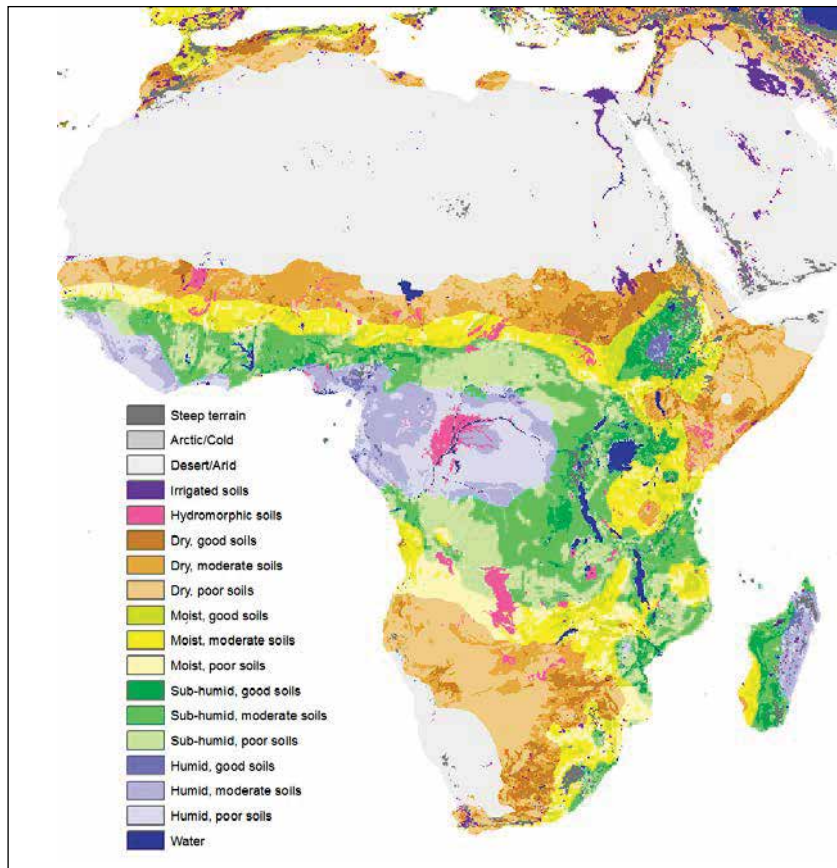 Steep terrain
Arctic/Cold
Desert/Arid
Irrigated soils
Hydromorphic soils
Dry, good soils
Dry, moderate soils
Dry, poor soils
Moist, good soils
Moist, moderate soils
Moist, poor soils
Sub-humid, good soils
Sub-humid, moderate soils
Sub-humid, poor soils
Humid, good soils
Humid, moderate soils
Humid, poor soils
Water